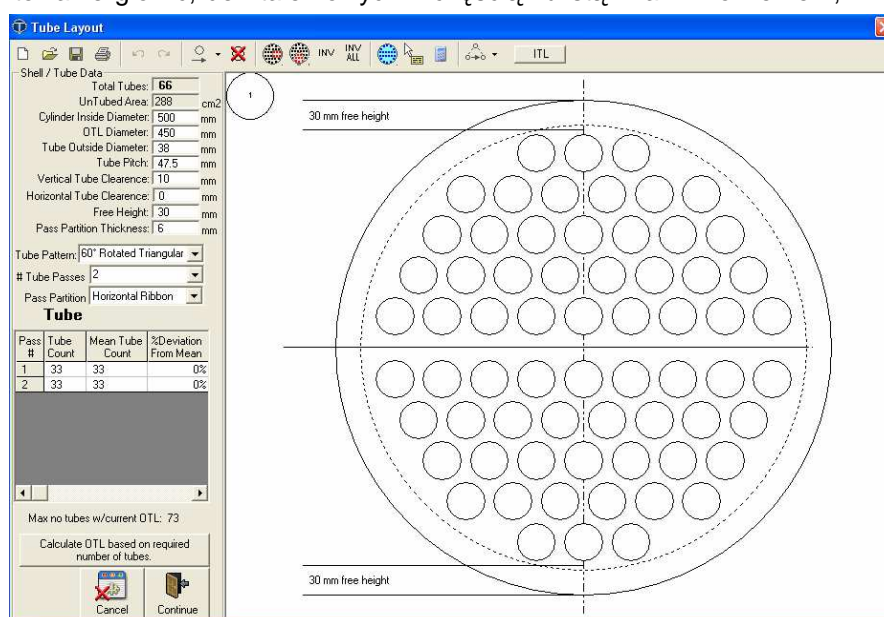 Tube Layout
INV
INV ALL
ITL
Shell / Tube Data
Total Tubes: 66
UnTubed Area: 288 cm2
Cylinder Inside Diameter: 500 mm
OTL Diameter: 450 mm
Tube Outside Diameter: 38 mm
Tube Pitch: 47.5 mm
Vertical Tube Clearence: 10 mm
Horizontal Tube Clearence: 0 mm
Free Height: 30 mm
Pass Partition Thickness: 6 mm
Tube Pattern: 60° Rotated Triangular
# Tube Passes 2
Pass Partition Horizontal Ribbon
Tube
Pass # Tube Count Mean Tube Count %Deviation From Mean
1 33 33 0%
2 33 33 0%
Max no tubes w/current OTL: 73
Calculate OTL based on required
number of tubes.
Cancel Continue
1
30 mm free height
30 mm free height